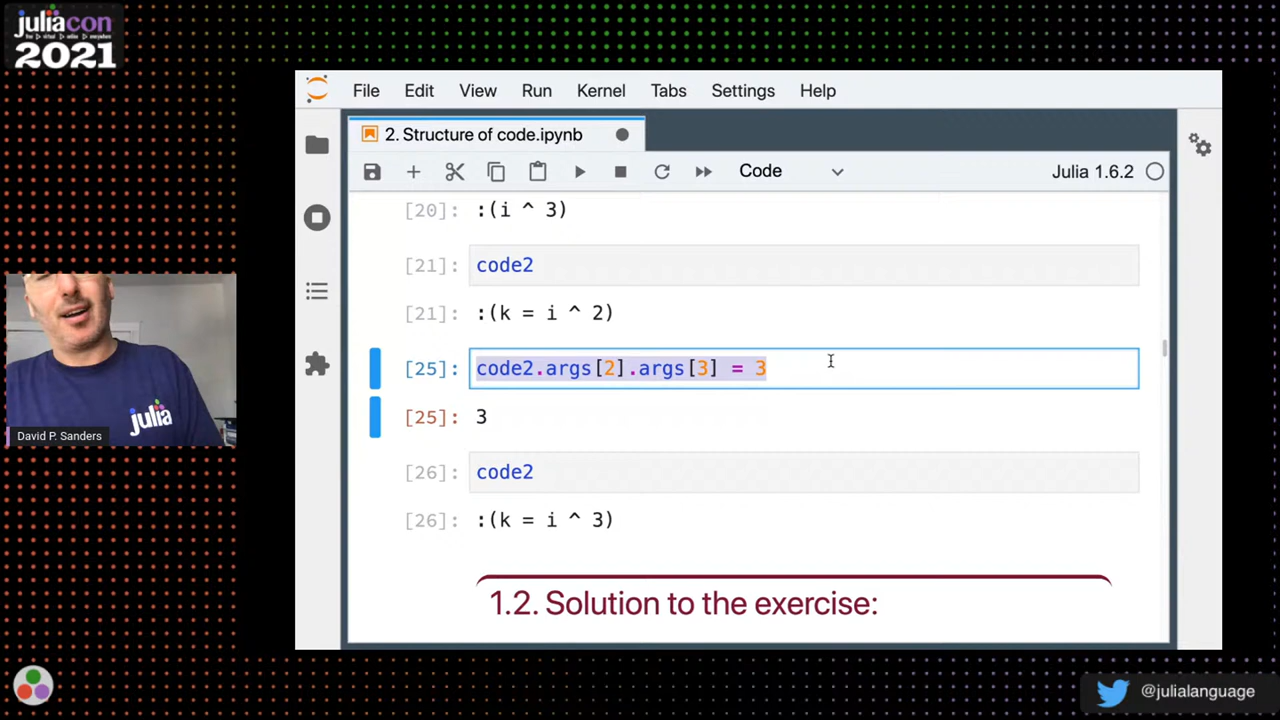 juliacon
2021
File Edit View Run Kernel Tabs Settings Help
2. Structure of code.ipynb
Code
Julia 1.6.2
[20]: :(i ^ 3)
[21]: code2
[21]: :(k = i ^ 2)
[25]: code2.args[2].args[3] = 3
[25]: 3
[26]: code2
[26]: :(k = i ^ 3)
1.2. Solution to the exercise:
julia
David P. Sanders
@julialanguage